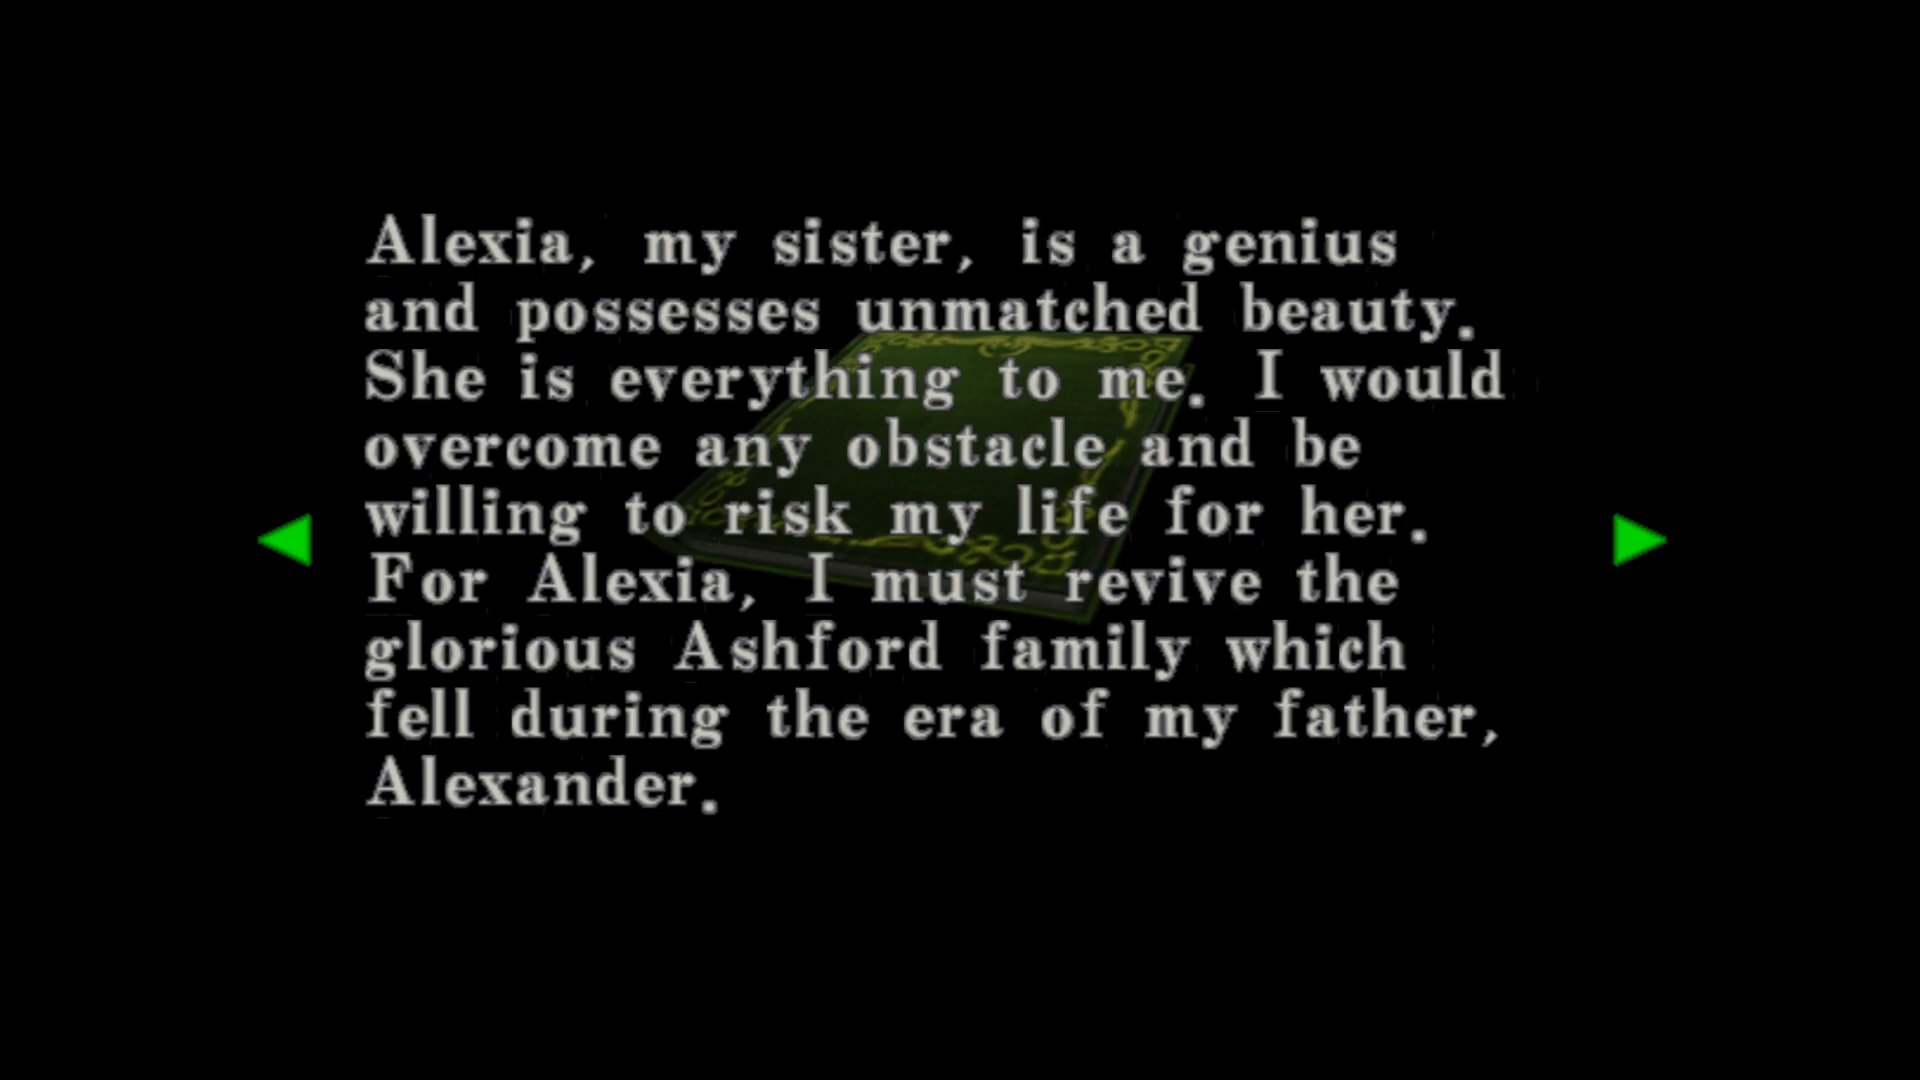 Alexia, my sister, is a genius
and possesses unmatched beauty.
She is everything to me. I would
overcome any obstacle and be
willing to risk my life for her.
For Alexia, I must revive the
glorious Ashford family which
fell during the era of my father,
Alexander.